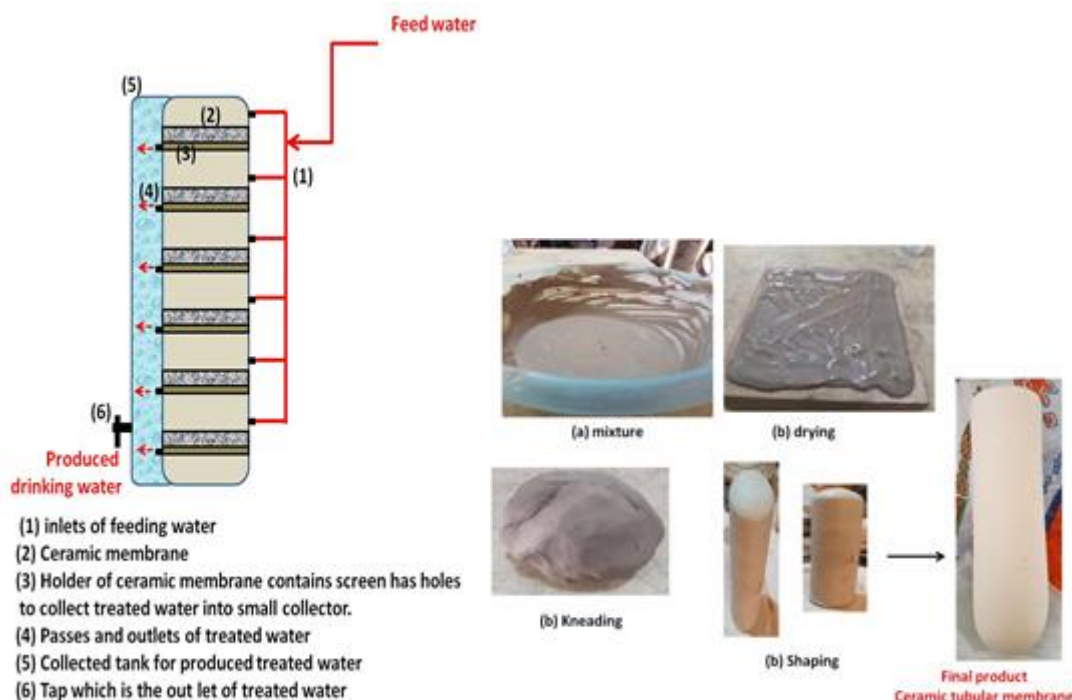 Feed water
(5)
(2)
(3)
(1)
(4)
(6)
Produced
drinking water
(1) inlets of feeding water
(2) Ceramic membrane
(3) Holder of ceramic membrane contains screen has holes
to collect treated water into small collector.
(4) Passes and outlets of treated water
(5) Collected tank for produced treated water
(6) Tap which is the out let of treated water
(a) mixture
(b) drying
(b) Kneading
(b) Shaping
Final product
Ceramic tubular membrane